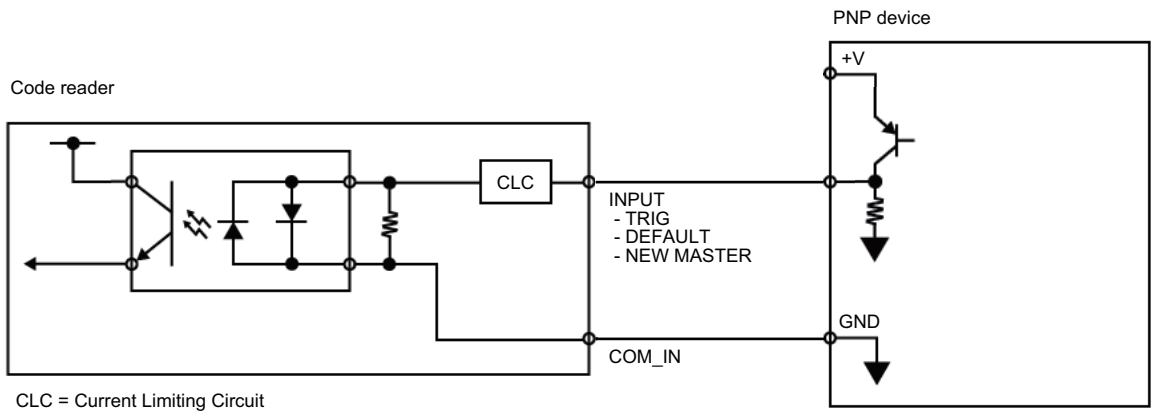 PNP device
+V
Code reader
CLC
INPUT
- TRIG
- DEFAULT
- NEW MASTER
GND
COM_IN
CLC = Current Limiting Circuit